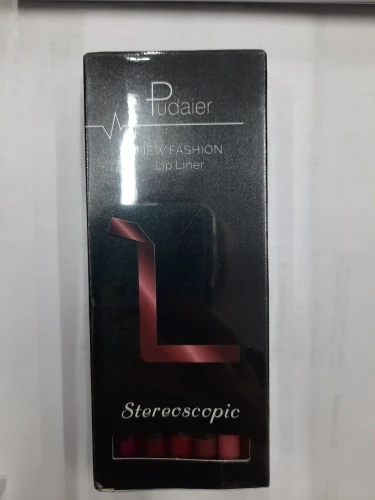 Pudaier
NEW FASHION
Lip Liner
L
Stereoscopic